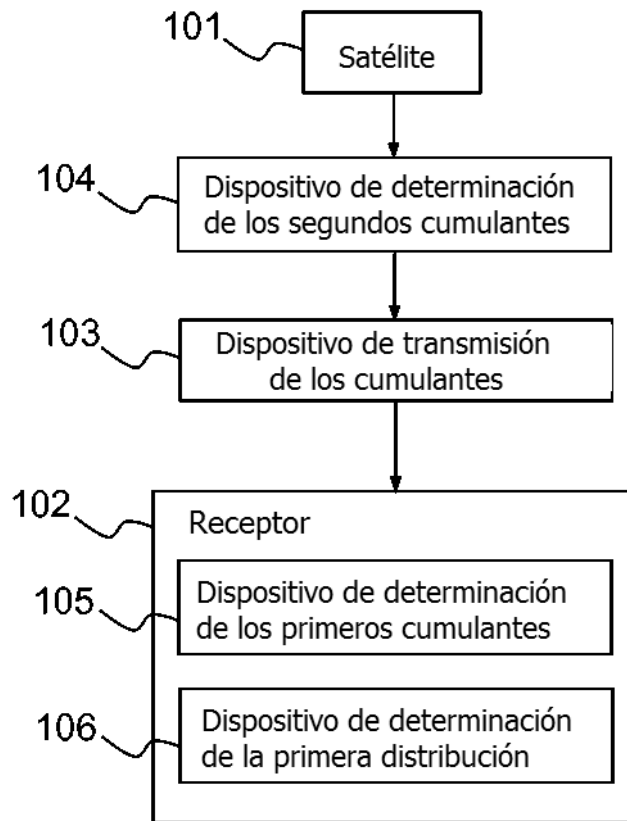 101
Satélite
104
Dispositivo de determinación
de los segundos cumulantes
103
Dispositivo de transmisión
de los cumulantes
102
Receptor
105
Dispositivo de determinación
de los primeros cumulantes
106
Dispositivo de determinación
de la primera distribución